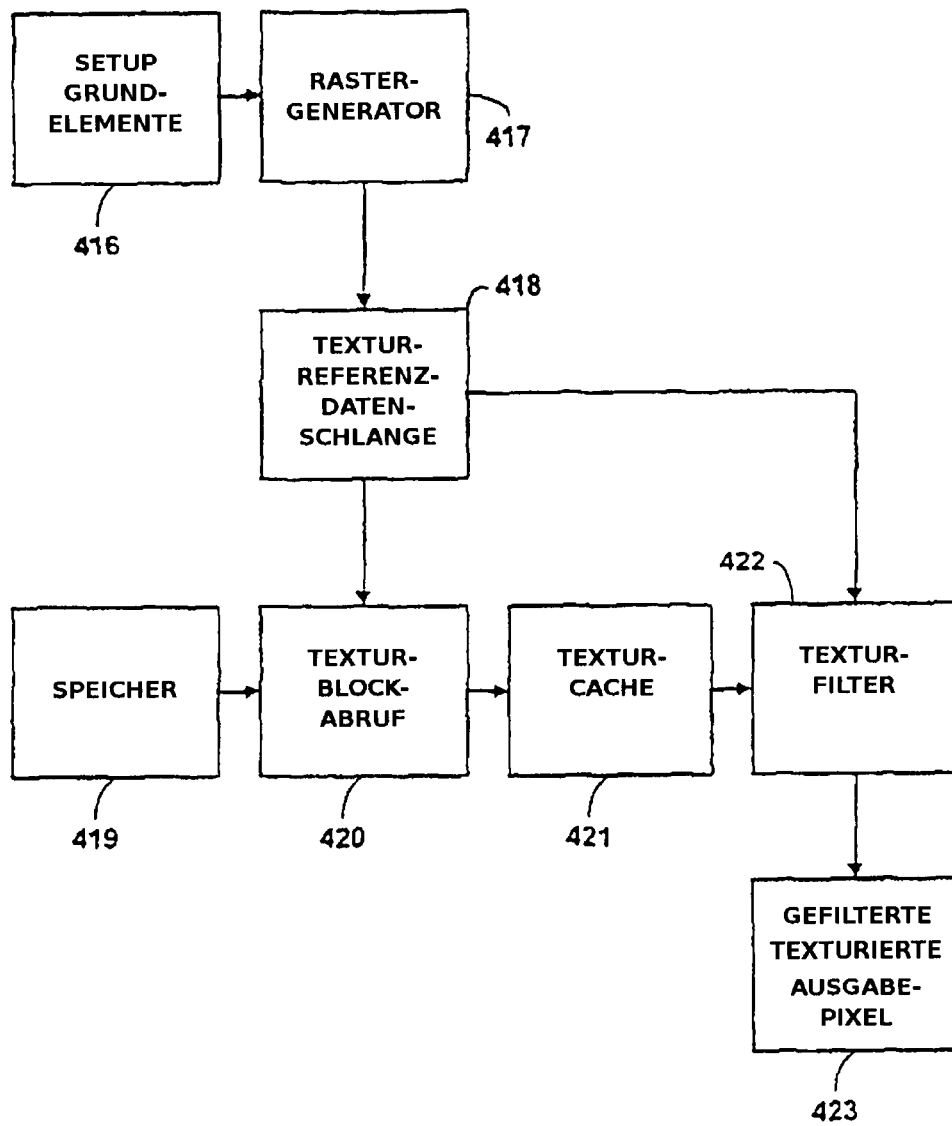 SETUP
GRUND-
ELEMENTE
416
RASTER-
GENERATOR
417
418
TEXTUR-
REFERENZ-
DATEN-
SCHLANGE
422
SPEICHER
419
TEXTUR-
BLOCK-
ABRUF
420
TEXTUR-
CACHE
421
TEXTUR-
FILTER
GEFILTERTE
TEXTURIERTE
AUSGABE-
PIXEL
423